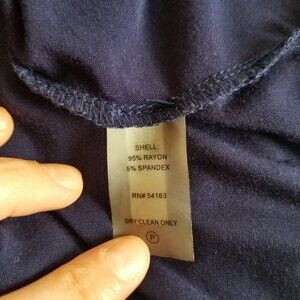 SHELL:
95% RAYON
5% SPANDEX
RN# 54163
DRY CLEAN ONLY
P